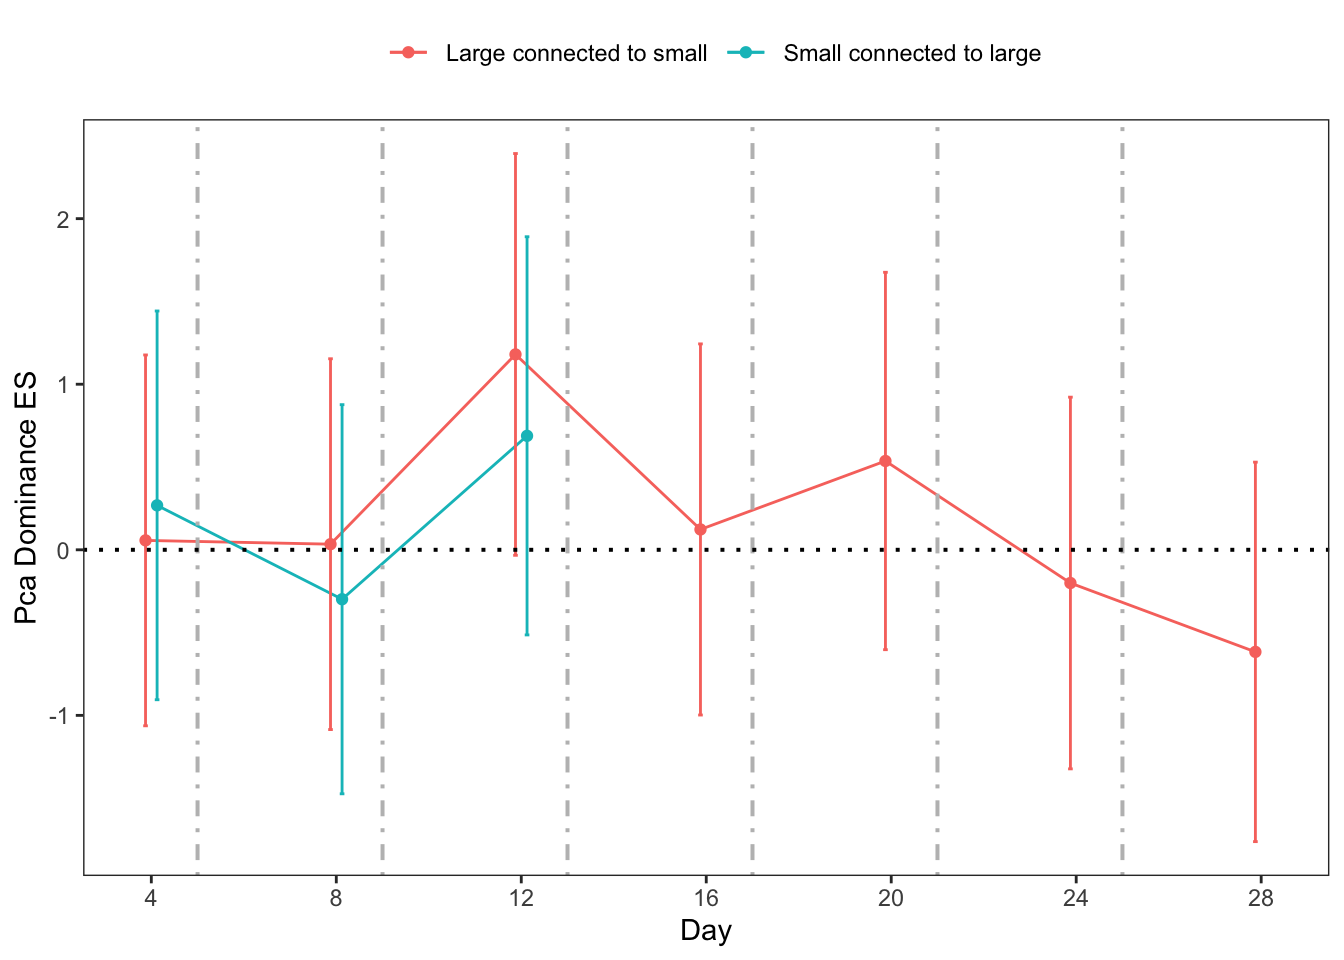 Large connected to small Small connected to large
Pca Dominance ES
2
1
0
-1
4 8 12 16 20 24 28
Day